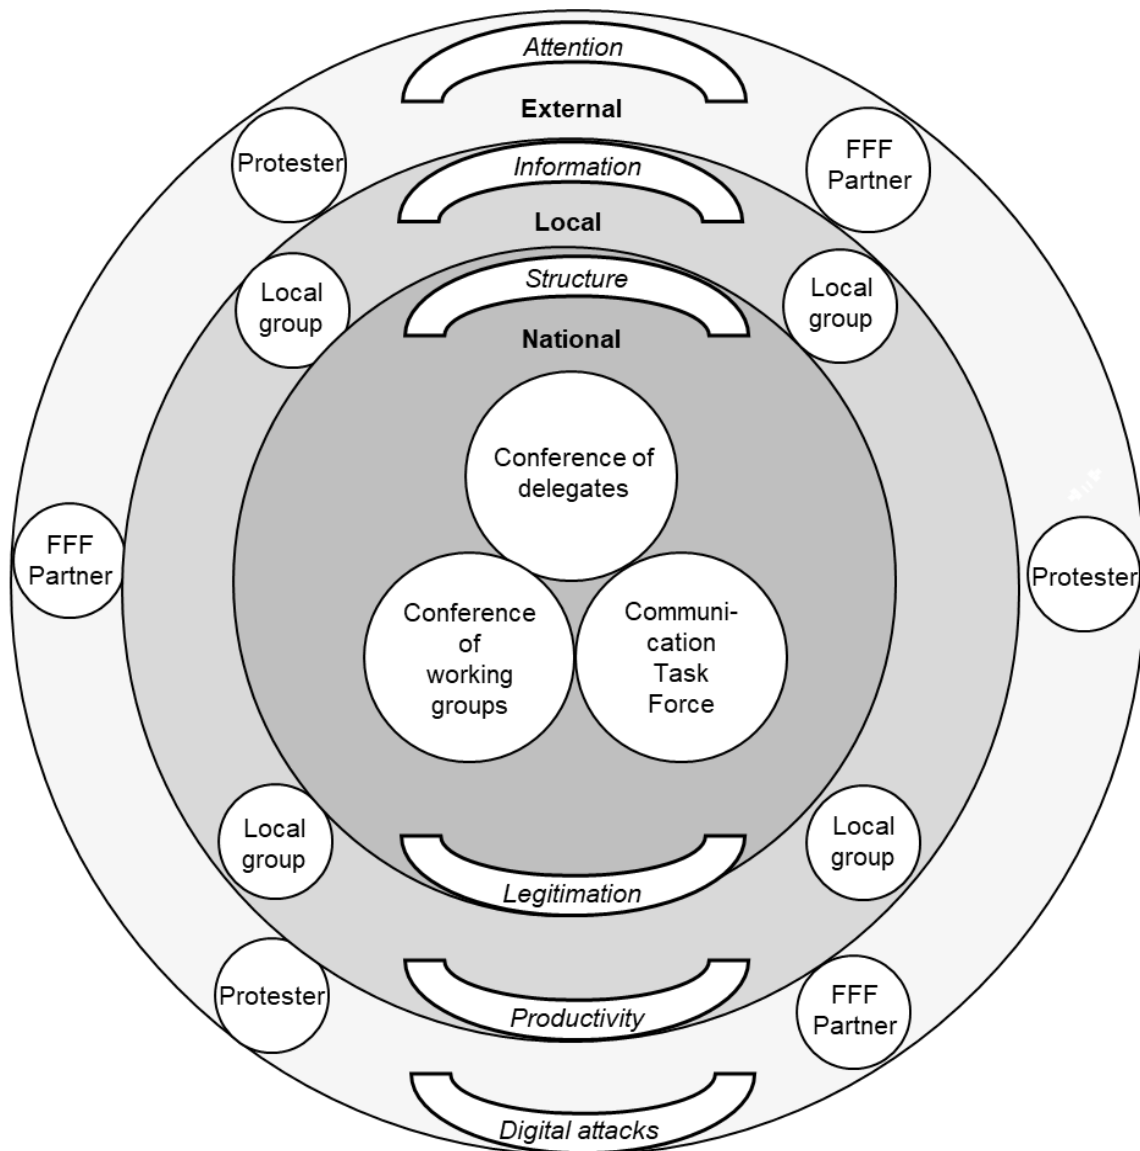 Attention
External
Protester
FFF
Partner
Information
Local
Local
group
Structure
Local
group
National
Conference of
delegates
FFF
Partner
Protester
Conference
of
working
groups
Communi-
cation
Task
Force
Local
group
Local
group
Legitimation
Protester
Productivity
FFF
Partner
Digital attacks